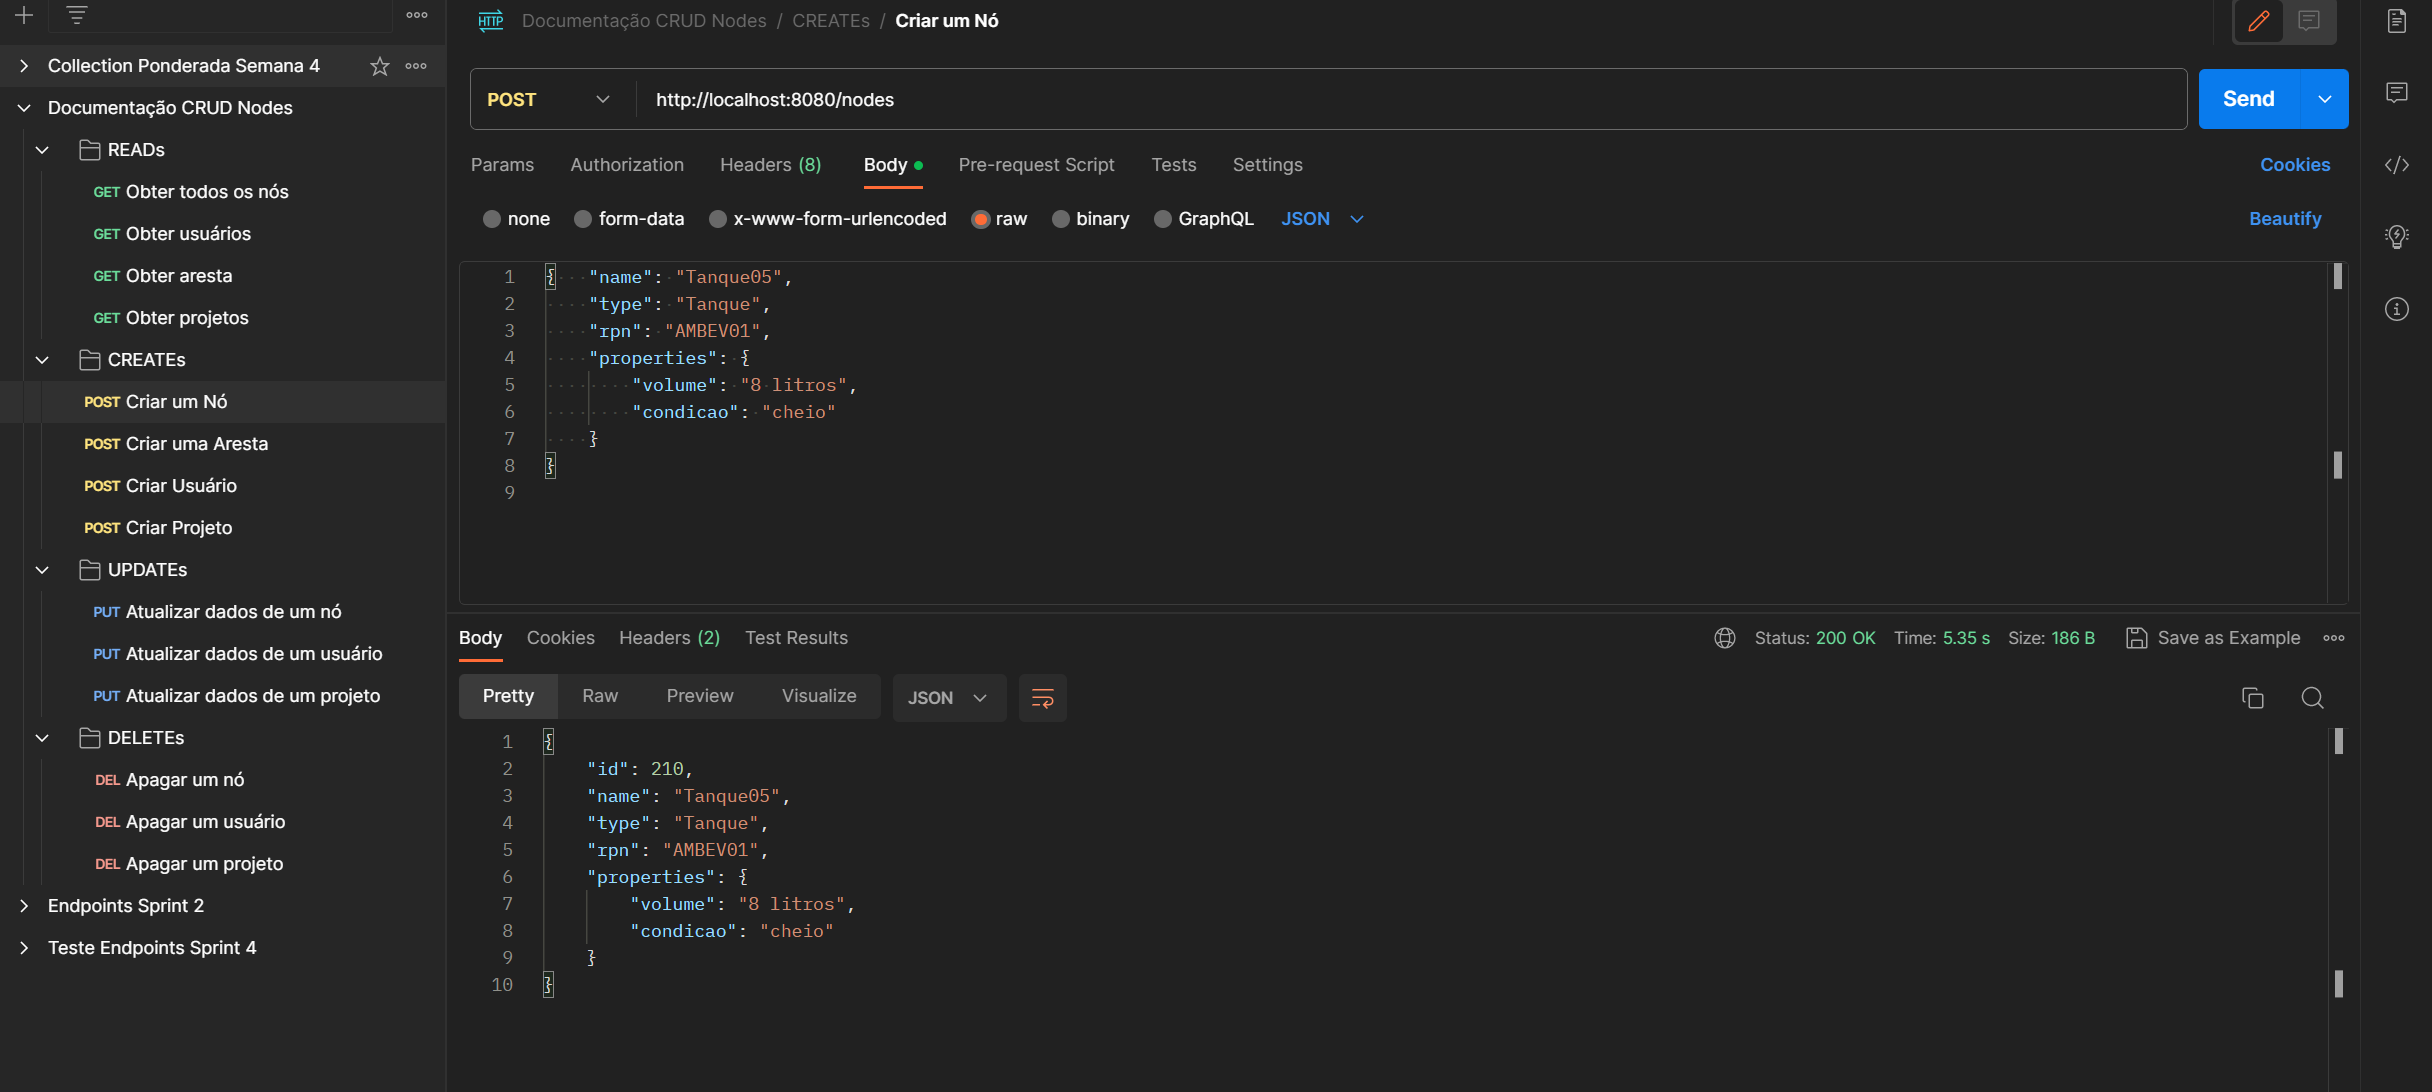 Collection Ponderada Semana 4
Documentação CRUD Nodes
READs
GET Obter todos os nós
GET Obter usuários
GET Obter aresta
GET Obter projetos
CREATEs
POST Criar um Nó
POST Criar uma Aresta
POST Criar Usuário
POST Criar Projeto
UPDATEs
PUT Atualizar dados de um nó
PUT Atualizar dados de um usuário
PUT Atualizar dados de um projeto
DELETEs
DEL Apagar um nó
DEL Apagar um usuário
DEL Apagar um projeto
Endpoints Sprint 2
Teste Endpoints Sprint 4
HTTP Documentação CRUD Nodes / CREATEs / Criar um Nó
POST http://localhost:8080/nodes Send
Params Authorization Headers (8) Body Pre-request Script Tests Settings Cookies
none form-data x-www-form-urlencoded raw binary GraphQL JSON Beautify
1 { "name": "Tanque05",
2 "type": "Tanque",
3 "rpn": "AMBEV01",
4 "properties": {
5 "volume": "8 litros",
6 "condicao": "cheio"
7 }
8 }
9
Body Cookies Headers (2) Test Results Status: 200 OK Time: 5.35 s Size: 186 B Save as Example
Pretty Raw Preview Visualize JSON
1 {
2 "id": 210,
3 "name": "Tanque05",
4 "type": "Tanque",
5 "rpn": "AMBEV01",
6 "properties": {
7 "volume": "8 litros",
8 "condicao": "cheio"
9 }
10 }